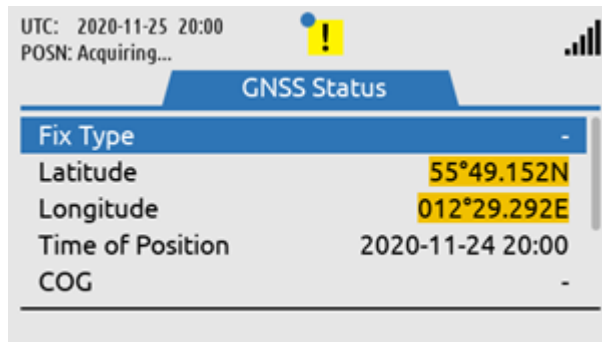 UTC: 2020-11-25 20:00
POSN: Acquiring...
!
GNSS Status
Fix Type -
Latitude 55°49.152N
Longitude 012°29.292E
Time of Position 2020-11-24 20:00
COG -